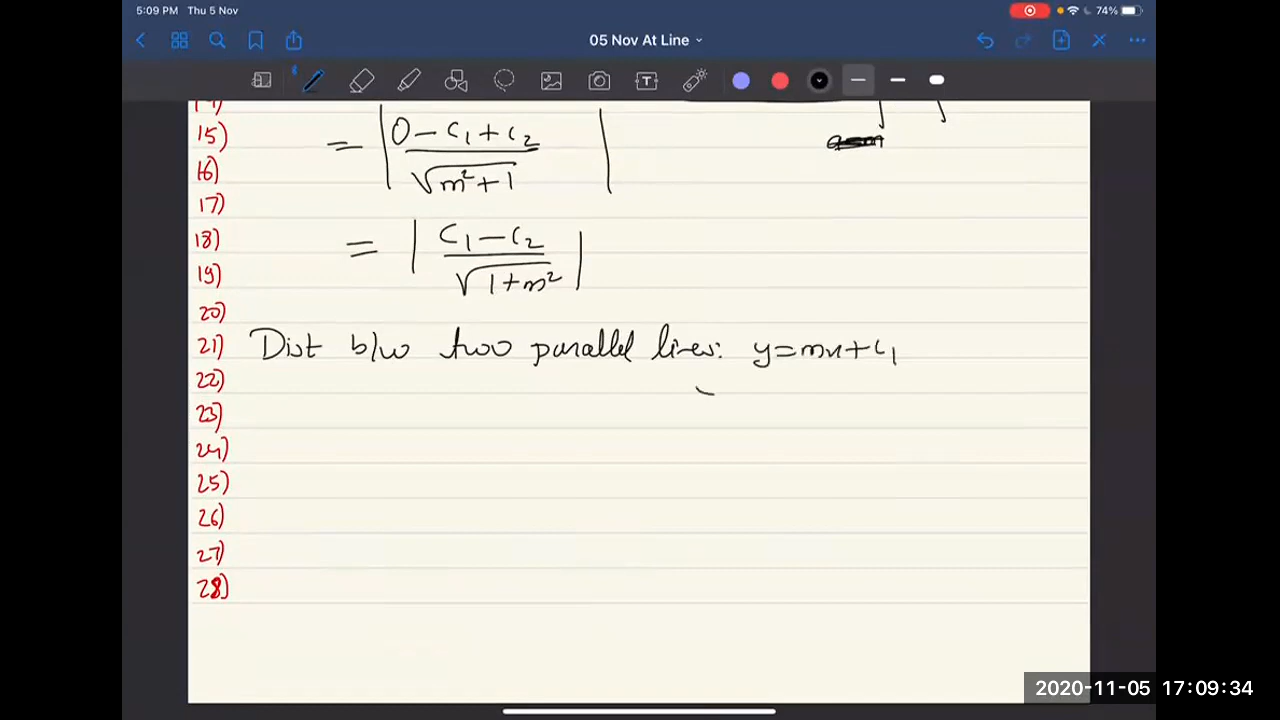 5:09 PM Thu 5 Nov
74%
05 Nov At Line
15) = | 0 - c₁ + c₂
16) √m² + 1 |
17)
18) = | c₁ - c₂
19) √1 + m² |
20)
21) Dist b/w two parallel lines: y = mx + c₁
22)
23)
24)
25)
26)
27)
28)
2020-11-05 17:09:34